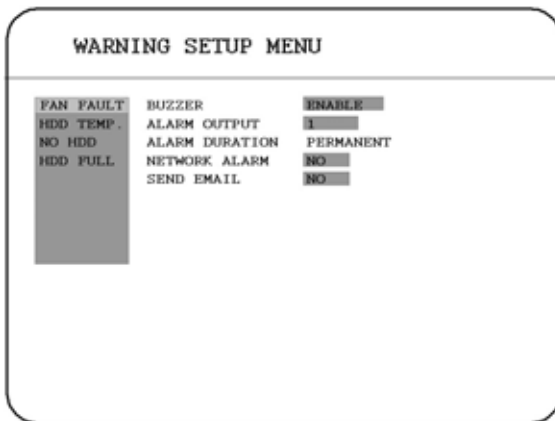 WARNING SETUP MENU
FAN FAULT BUZZER ENABLE
HDD TEMP. ALARM OUTPUT 1
NO HDD ALARM DURATION PERMANENT
HDD FULL NETWORK ALARM NO
SEND EMAIL NO